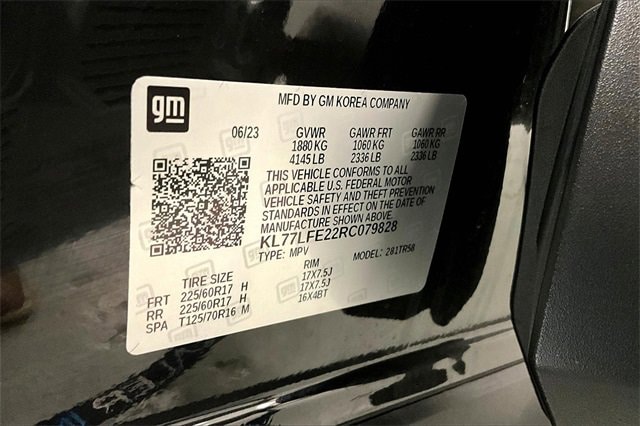 gm
MFD BY GM KOREA COMPANY
06/23 GVWR GAWR FRT GAWR RR
1880 KG 1060 KG 1060 KG
4145 LB 2336 LB 2336 LB
THIS VEHICLE CONFORMS TO ALL
APPLICABLE U.S. FEDERAL MOTOR
VEHICLE SAFETY AND THEFT PREVENTION
STANDARDS IN EFFECT ON THE DATE OF
MANUFACTURE SHOWN ABOVE.
KL77LFE22RC079828
TYPE: MPV MODEL: 281TR58
TIRE SIZE RIM
FRT 225/60R17 H 17X7.5J
RR 225/60R17 H 17X7.5J
SPA T125/70R16 M 16X4BT